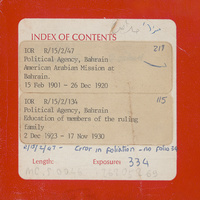 INDEX OF CONTENTS
IOR R/15/2/47 219
Political Agency, Bahrain
American Arabian Mission at
Bahrain.
15 Feb 1901 - 26 Dec 1920
IOR R/15/2/134 115
Political Agency, Bahrain
Education of members of the ruling
family
2 Dec 1923 - 17 Nov 1930
Error in foliation - no folio
Length: Exposures 334